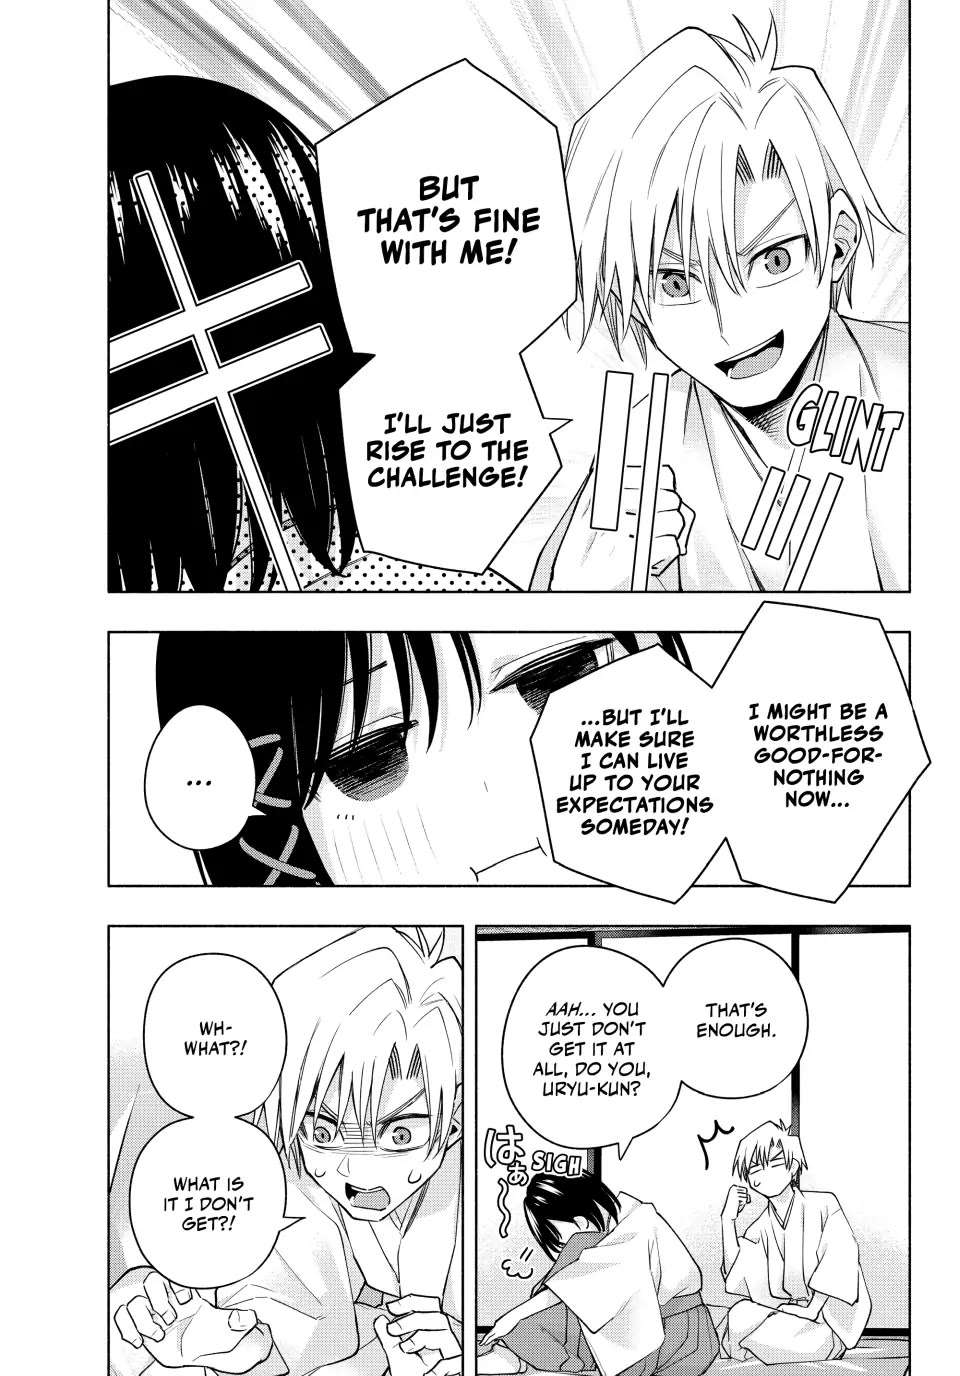 BUT
THAT'S FINE
WITH ME!
I'LL JUST
RISE TO THE
CHALLENGE!
キ
GLINT
リ
I MIGHT BE A
WORTHLESS
GOOD-FOR-
NOTHING
NOW...
...BUT I'LL
MAKE SURE
I CAN LIVE
UP TO YOUR
EXPECTATIONS
SOMEDAY!
...
THAT'S
ENOUGH.
AAH... YOU
JUST DON'T
GET IT AT
ALL, DO YOU,
URYU-KUN?
はぁ〜
SIGH
WH-
WHAT?!
WHAT IS
IT I DON'T
GET?!